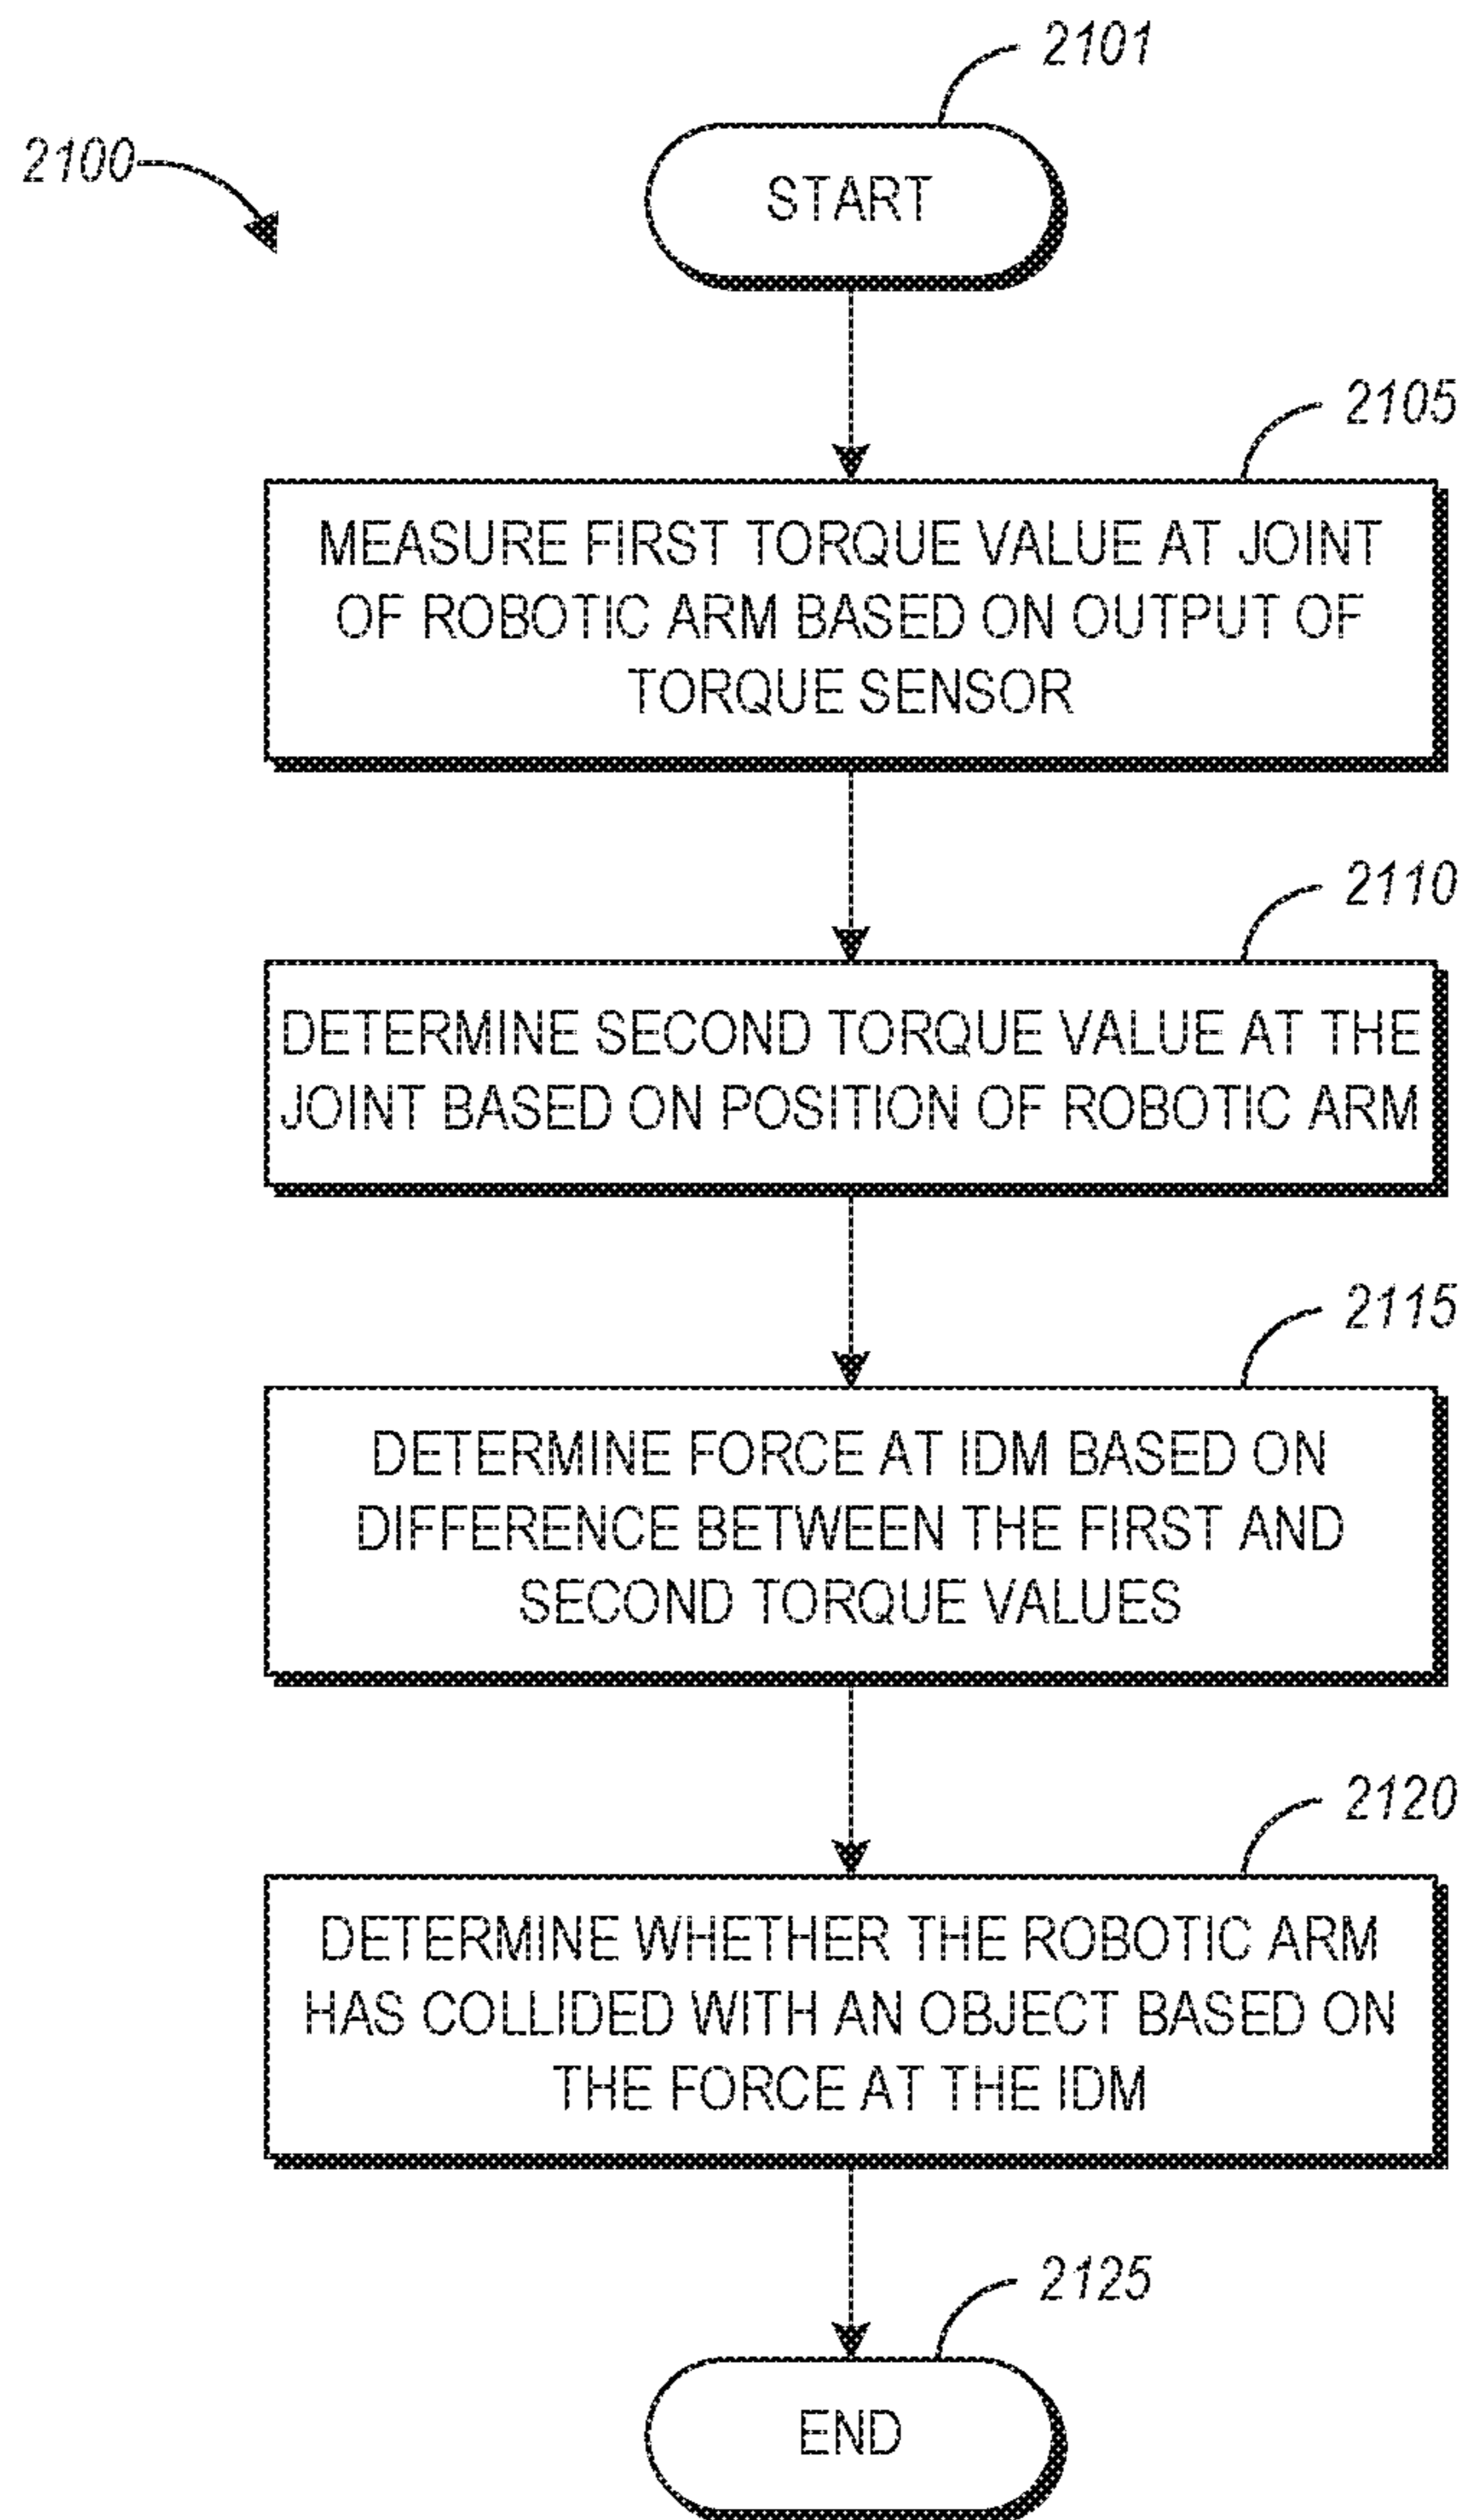 2101
2100
START
2105
MEASURE FIRST TORQUE VALUE AT JOINT
OF ROBOTIC ARM BASED ON OUTPUT OF
TORQUE SENSOR
2110
DETERMINE SECOND TORQUE VALUE AT THE
JOINT BASED ON POSITION OF ROBOTIC ARM
2115
DETERMINE FORCE AT IDM BASED ON
DIFFERENCE BETWEEN THE FIRST AND
SECOND TORQUE VALUES
2120
DETERMINE WHETHER THE ROBOTIC ARM
HAS COLLIDED WITH AN OBJECT BASED ON
THE FORCE AT THE IDM
2125
END